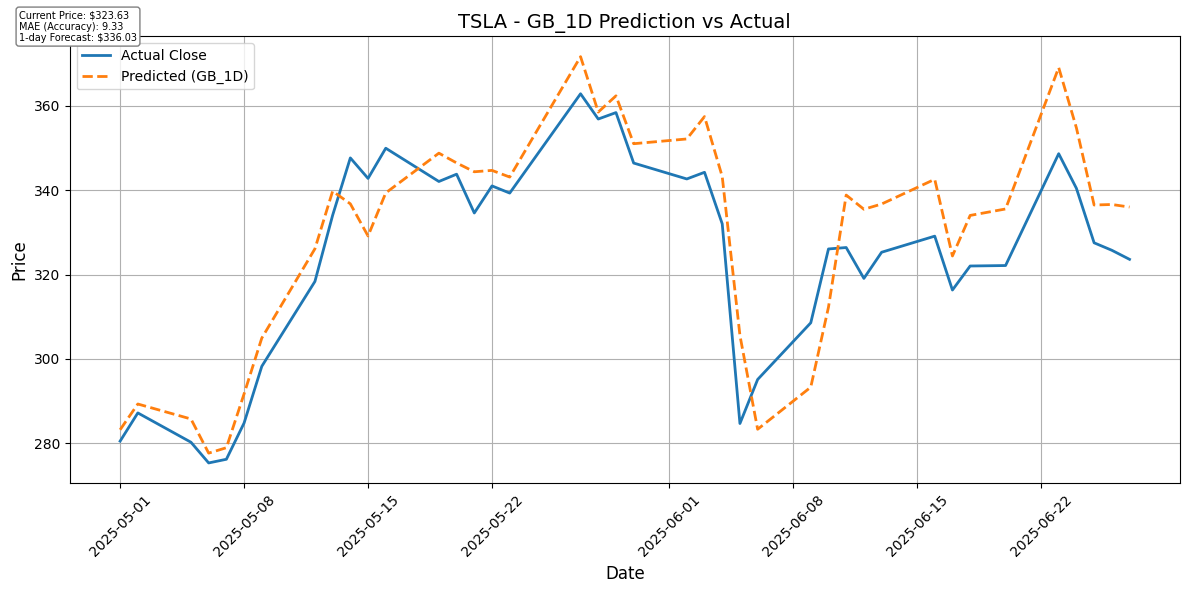 TSLA - GB_1D Prediction vs Actual
Current Price: $323.63
MAE (Accuracy): 9.33
1-day Forecast: $336.03
Actual Close
Predicted (GB_1D)
Price
360
340
320
300
280
2025-05-01
2025-05-08
2025-05-15
2025-05-22
2025-06-01
2025-06-08
2025-06-15
2025-06-22
Date